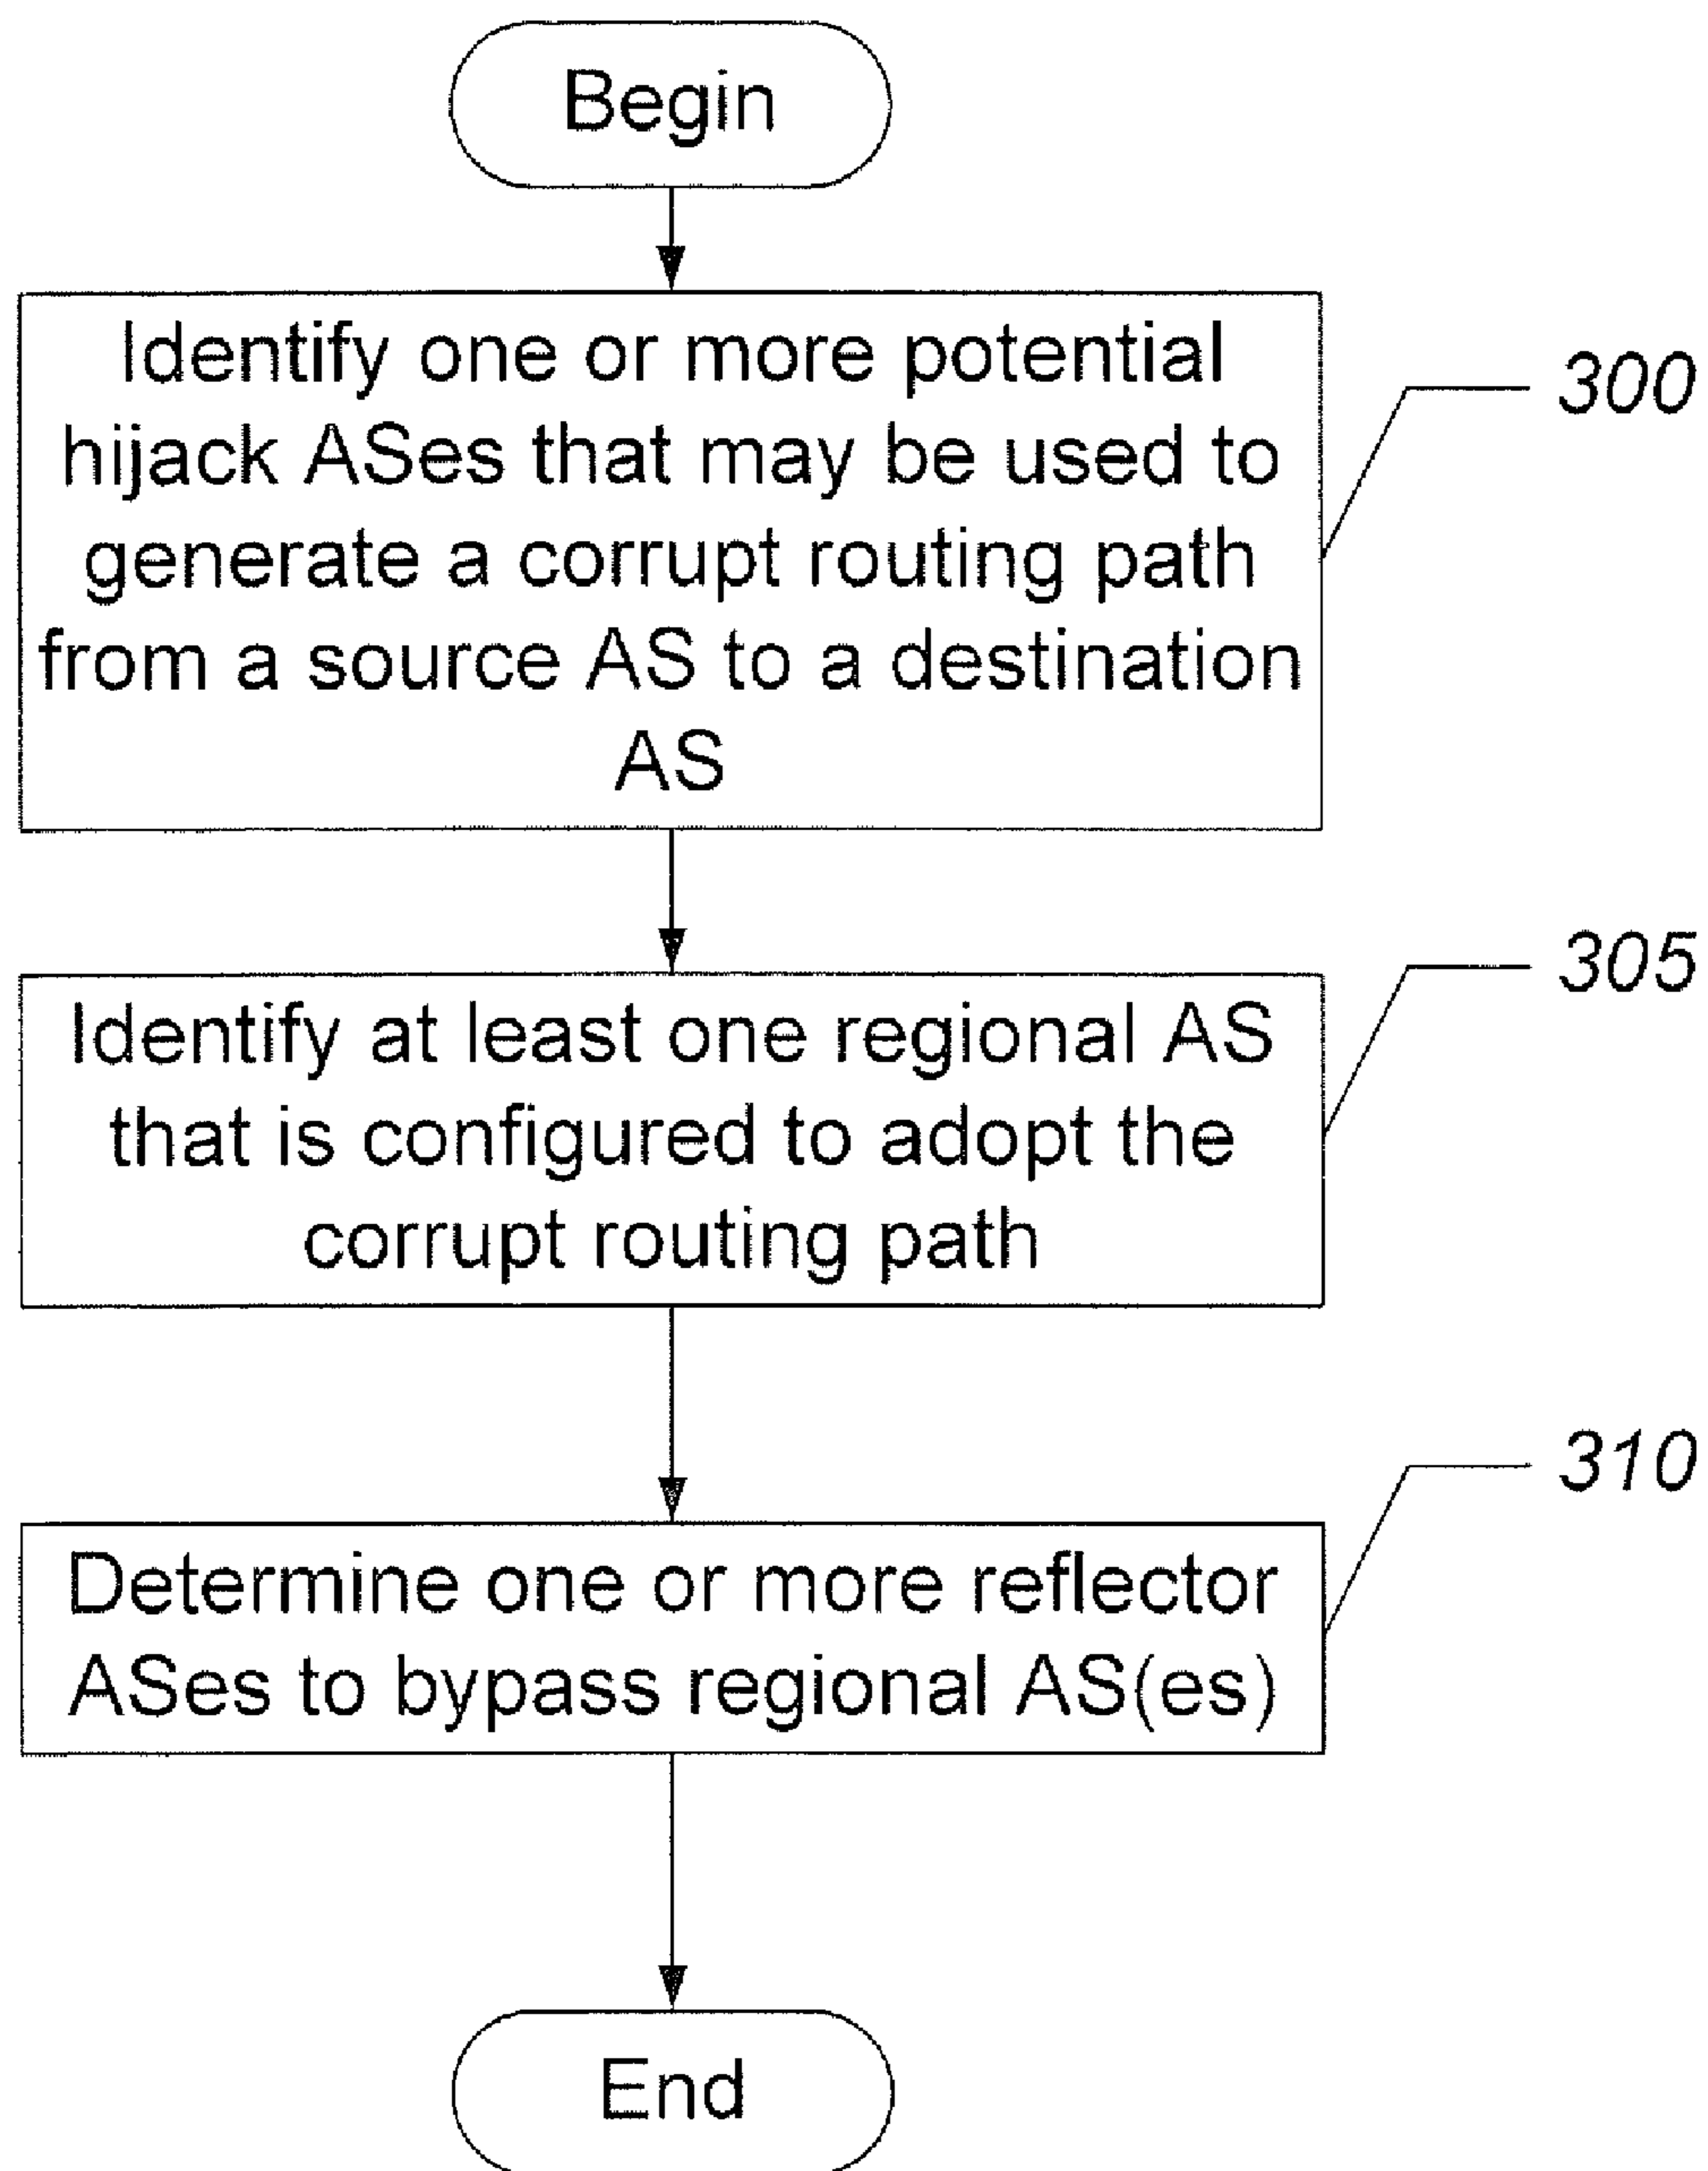 Begin
Identify one or more potential
hijack ASes that may be used to
generate a corrupt routing path
from a source AS to a destination
AS
300
Identify at least one regional AS
that is configured to adopt the
corrupt routing path
305
Determine one or more reflector
ASes to bypass regional AS(es)
310
End